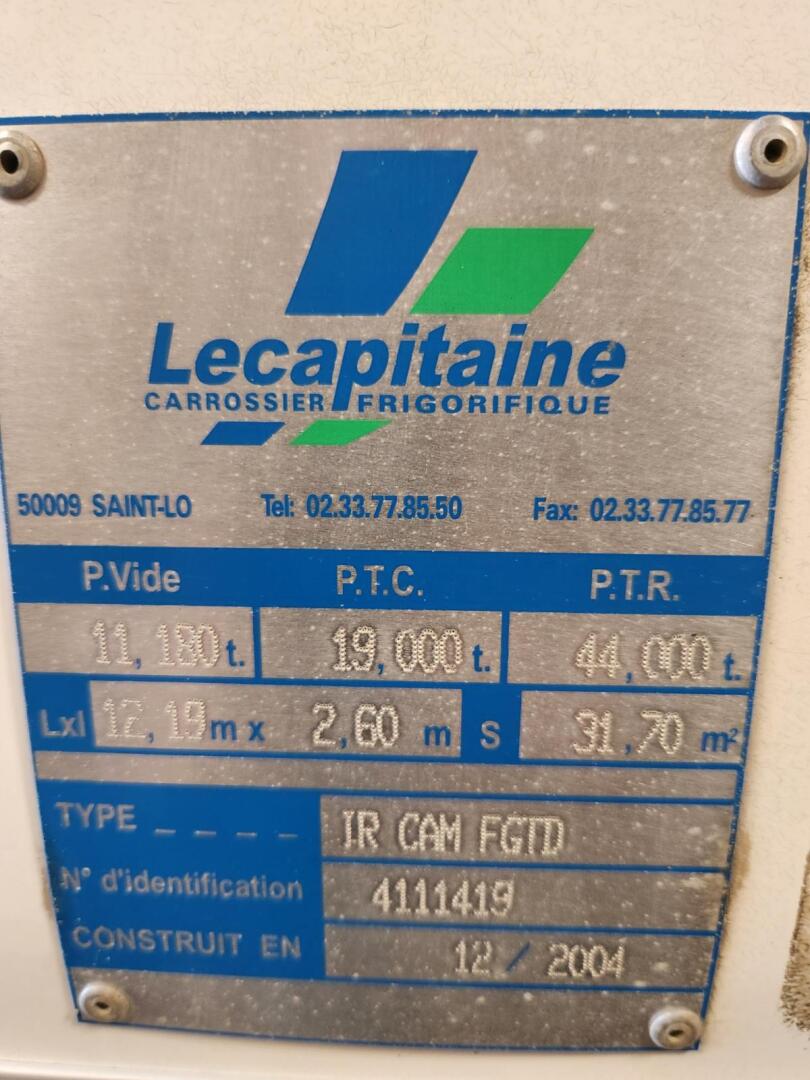 Lecapitaine
CARROSSIER FRIGORIFIQUE
50009 SAINT-LO Tel: 02.33.77.85.50 Fax: 02.33.77.85.77
P.Vide P.T.C. P.T.R.
11,180 t. 19,000 t. 44,000 t.
Lxl 12,19 m x 2,60 m S 31,70 m²
TYPE _ _ _ _ IR CAM FGTD
N° d'identification 4111419
CONSTRUIT EN 12 / 2004